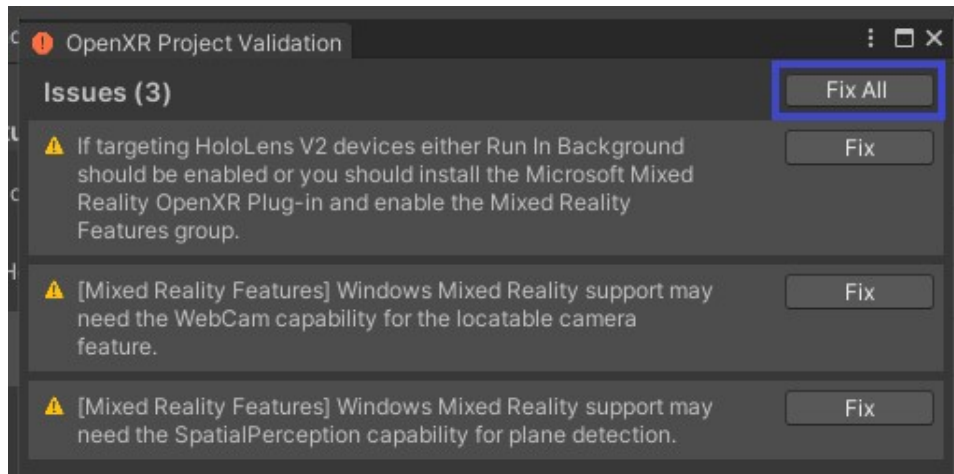 OpenXR Project Validation
Issues (3)
Fix All
If targeting HoloLens V2 devices either Run In Background
should be enabled or you should install the Microsoft Mixed
Reality OpenXR Plug-in and enable the Mixed Reality
Features group.
Fix
[Mixed Reality Features] Windows Mixed Reality support may
need the WebCam capability for the locatable camera
feature.
Fix
[Mixed Reality Features] Windows Mixed Reality support may
need the SpatialPerception capability for plane detection.
Fix